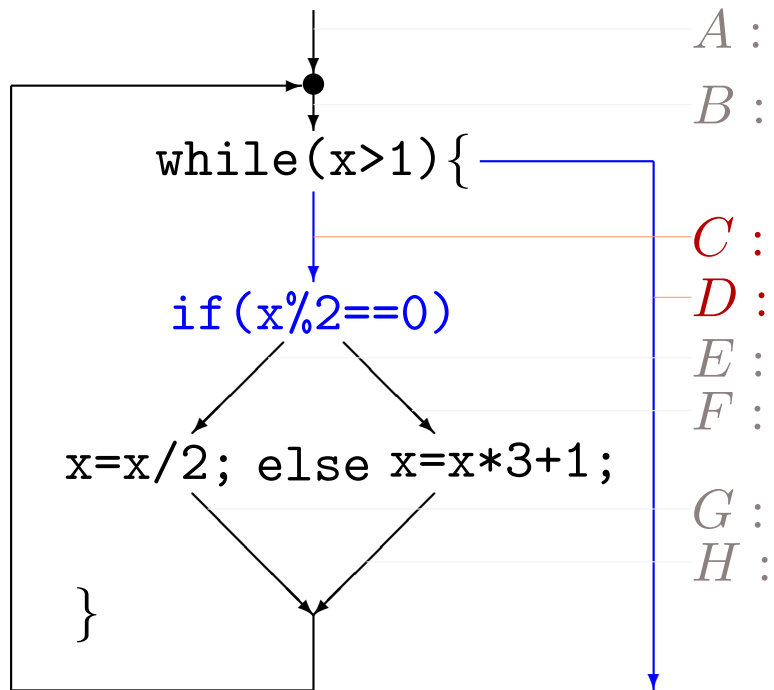 A :
B :
while(x>1){
C :
if(x%2==0)
D :
E :
F :
x=x/2; else x=x*3+1;
G :
H :
}